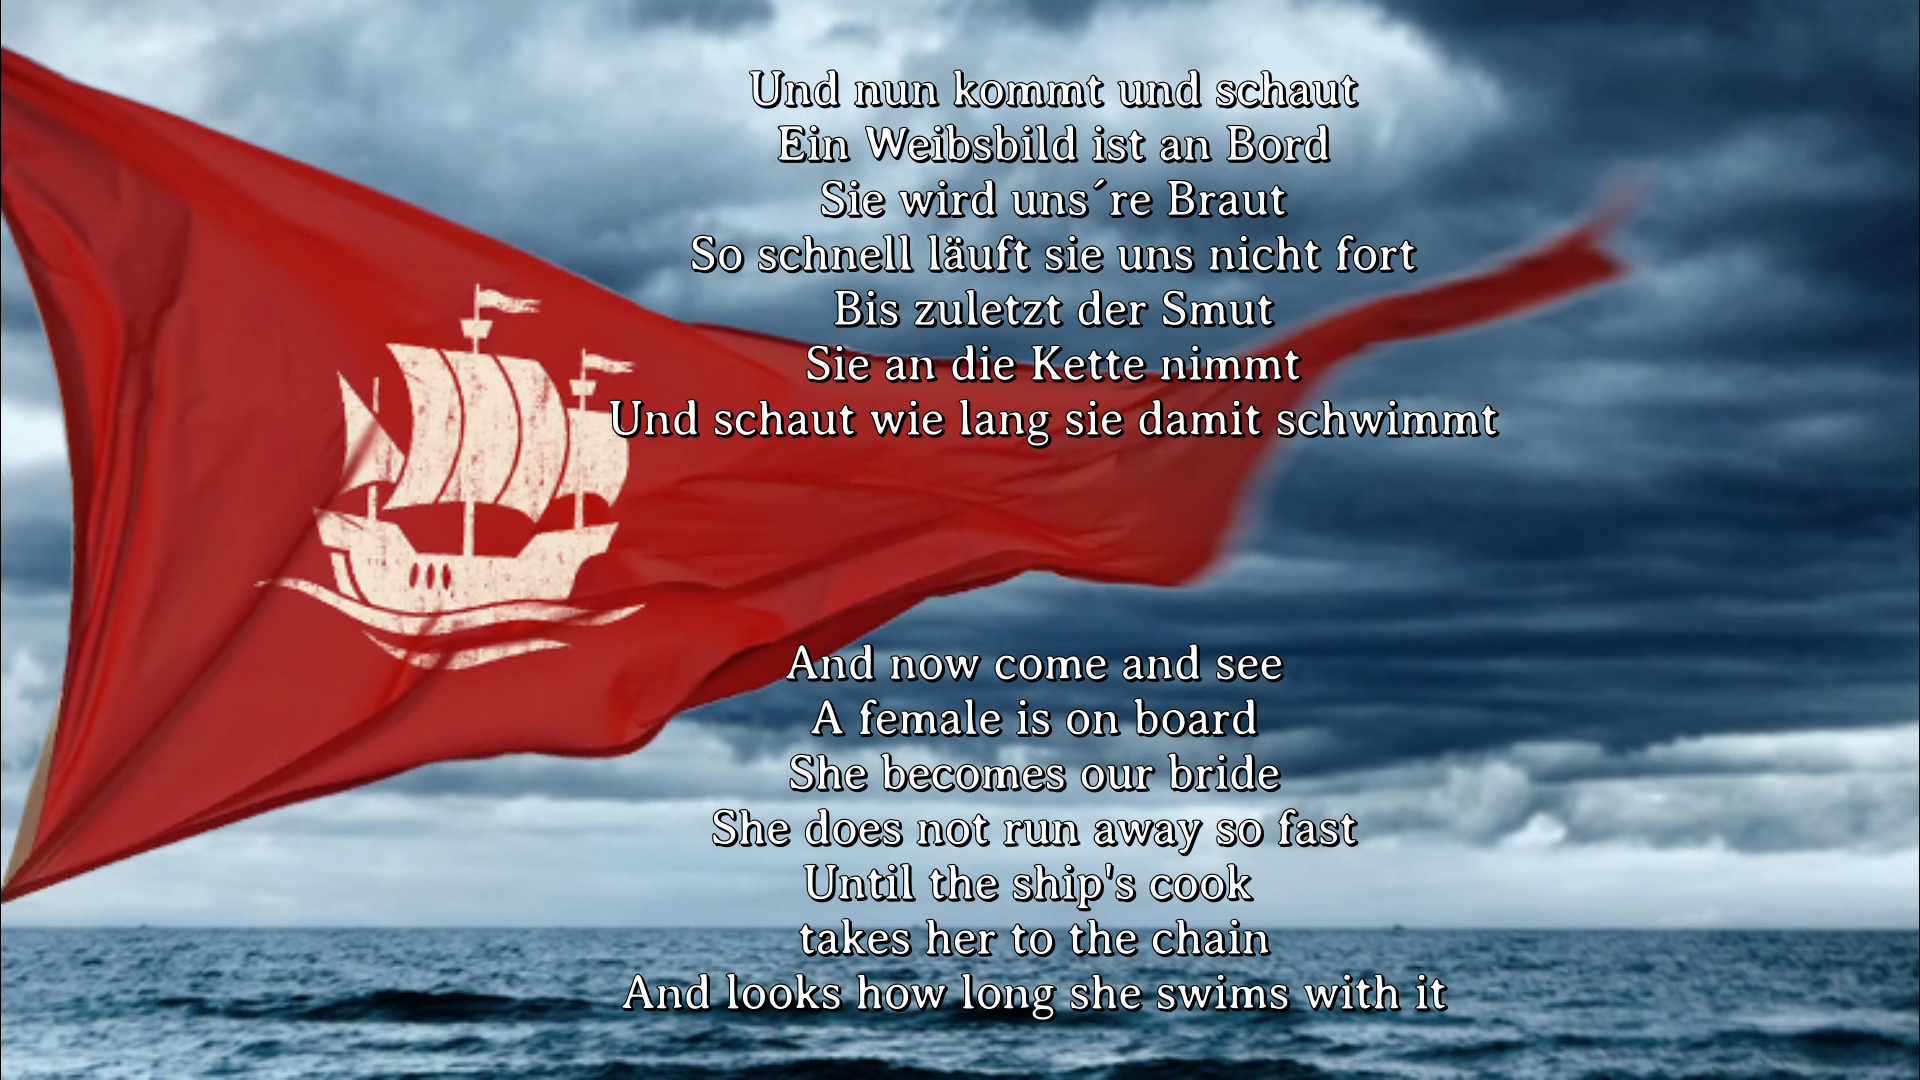 Und nun kommt und schaut
Ein Weibsbild ist an Bord
Sie wird uns´re Braut
So schnell läuft sie uns nicht fort
Bis zuletzt der Smut
Sie an die Kette nimmt
Und schaut wie lang sie damit schwimmt
And now come and see
A female is on board
She becomes our bride
She does not run away so fast
Until the ship's cook
takes her to the chain
And looks how long she swims with it